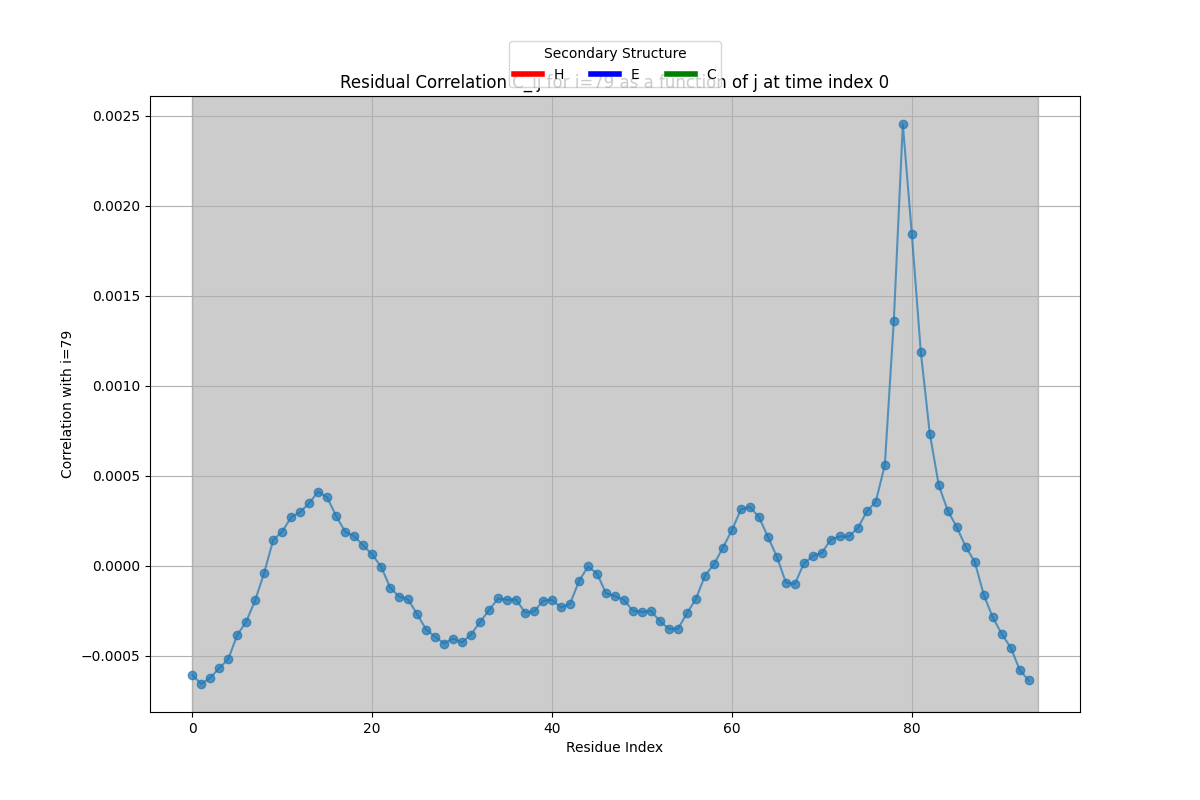 Secondary Structure
H E C
Residual Correlation C_ij for i=79 as a function of j at time index 0
0.0025
0.0020
0.0015
0.0010
0.0005
0.0000
−0.0005
Correlation with i=79
0 20 40 60 80
Residue Index